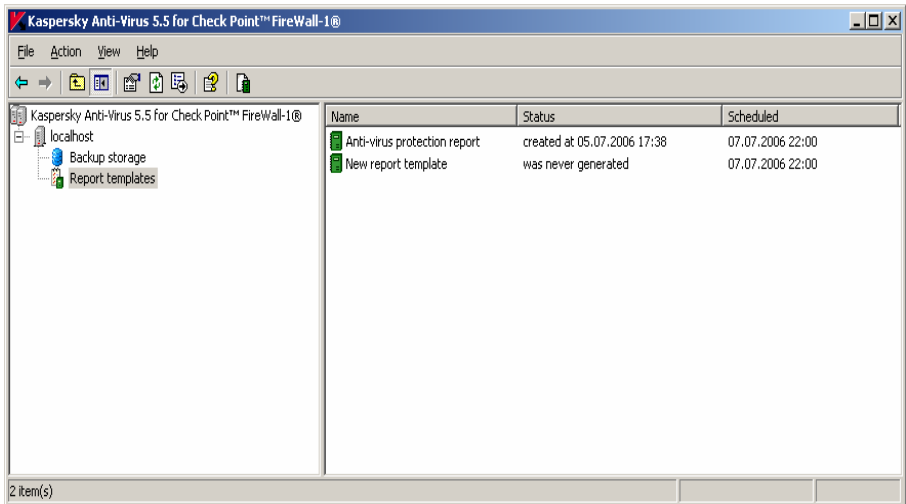 Kaspersky Anti-Virus 5.5 for Check Point™ FireWall-1®
File Action View Help
Kaspersky Anti-Virus 5.5 for Check Point™ FireWall-1®
localhost
Backup storage
Report templates
Name Status Scheduled
Anti-virus protection report created at 05.07.2006 17:38 07.07.2006 22:00
New report template was never generated 07.07.2006 22:00
2 item(s)